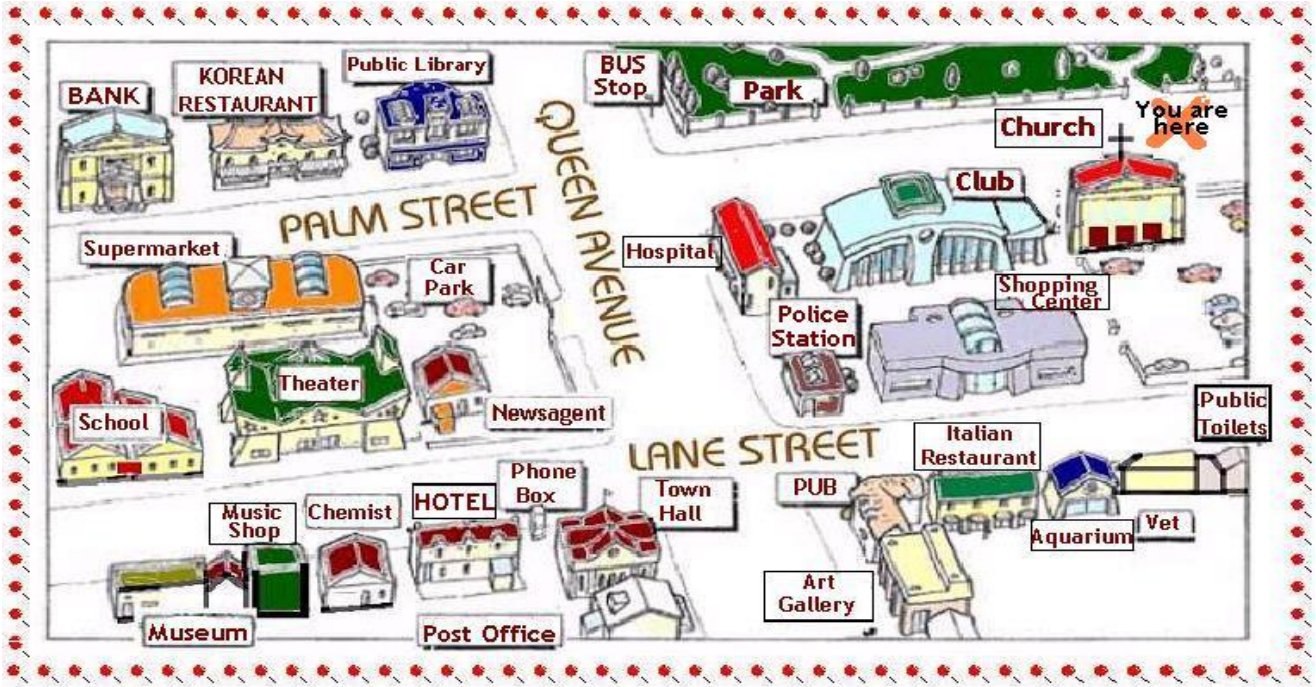 BANK
KOREAN
RESTAURANT
Public Library
BUS
Stop
Park
Church
You are
here
QUEEN AVENUE
PALM STREET
Supermarket
Car
Park
Hospital
Club
Shopping
Center
Police
Station
Theater
School
Newsagent
LANE STREET
Italian
Restaurant
Public
Toilets
Music
Shop
Chemist
HOTEL
Phone
Box
Town
Hall
PUB
Aquarium
Vet
Art
Gallery
Museum
Post Office